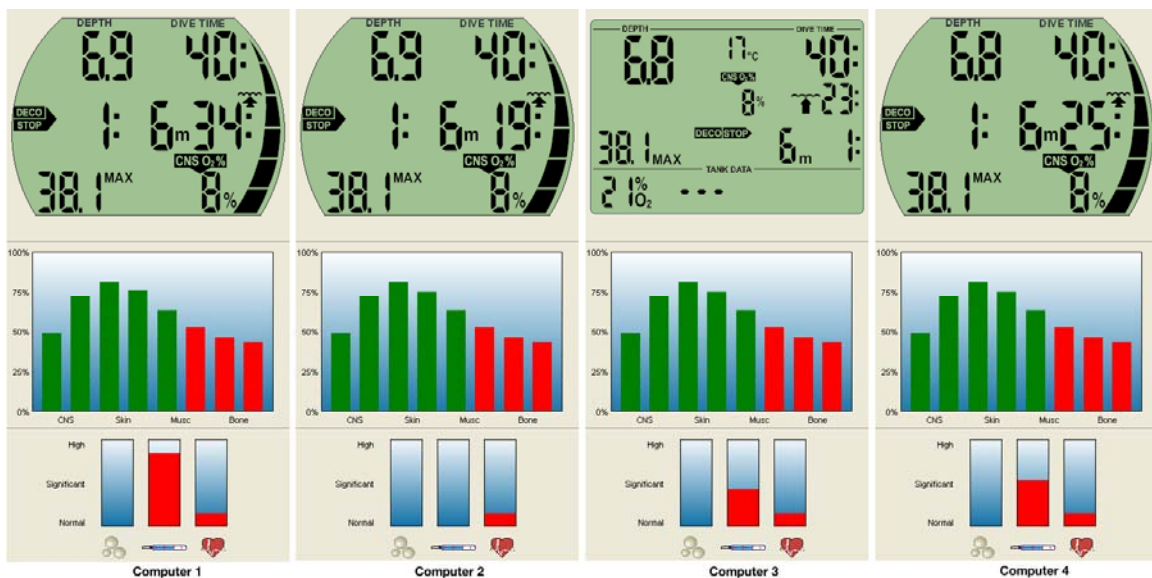 DEPTH DIVE TIME
6.9 40:
DECO STOP 1: 6m 34:
CNS O2%
38.1 MAX 8%
DEPTH DIVE TIME
6.9 40:
DECO STOP 1: 6m 19:
CNS O2%
38.1 MAX 8%
DEPTH DIVE TIME
6.8 17°C 40:
CNS O2%
8% 23:
DECO STOP
38.1 MAX 6m 1:
TANK DATA
21% O2 ---
DEPTH DIVE TIME
6.8 40:
DECO STOP 1: 6m 25:
CNS O2%
38.1 MAX 8%
100%
75%
50%
25%
0%
CNS Skin Musc Bone
High
Significant
Normal
Computer 1
100%
75%
50%
25%
0%
CNS Skin Musc Bone
High
Significant
Normal
Computer 2
100%
75%
50%
25%
0%
CNS Skin Musc Bone
High
Significant
Normal
Computer 3
100%
75%
50%
25%
0%
CNS Skin Musc Bone
High
Significant
Normal
Computer 4